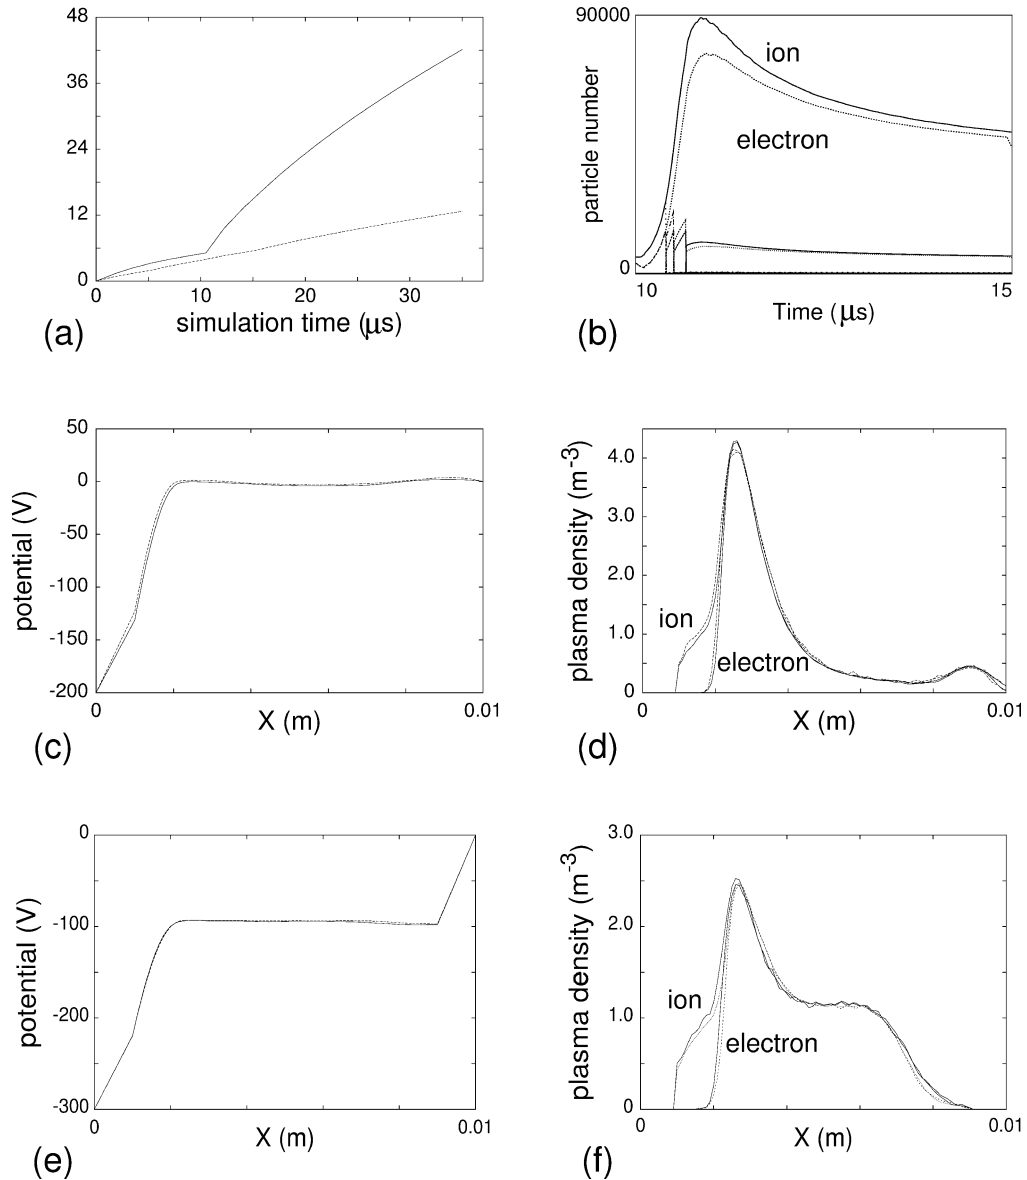 48
36
24
12
0
0
10
20
30
simulation time (μs)
(a)
90000
0
particle number
ion
electron
10
15
Time (μs)
(b)
50
0
-50
-100
-150
-200
potential (V)
0
0.01
X (m)
(c)
4.0
3.0
2.0
1.0
0
plasma density (m-3)
ion
electron
0
0.01
X (m)
(d)
0
-100
-200
-300
potential (V)
0
0.01
X (m)
(e)
3.0
2.0
1.0
0
plasma density (m-3)
ion
electron
0
0.01
X (m)
(f)